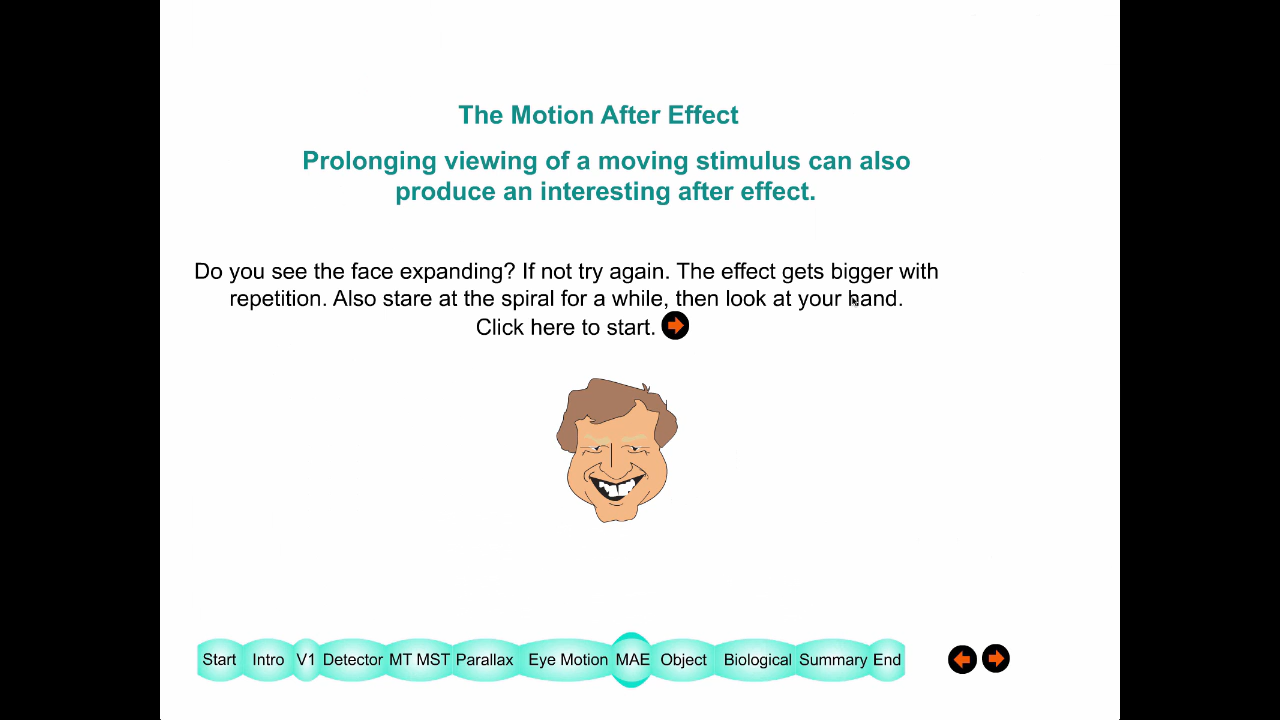 The Motion After Effect
Prolonging viewing of a moving stimulus can also
produce an interesting after effect.
Do you see the face expanding? If not try again. The effect gets bigger with
repetition. Also stare at the spiral for a while, then look at your hand.
Click here to start.
Start Intro V1 Detector MT MST Parallax Eye Motion MAE Object Biological Summary End